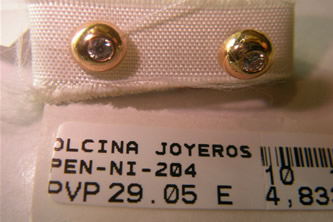 OLCINA JOYEROS
PEN-NI-204 10
PVP 29.05 E 4,83